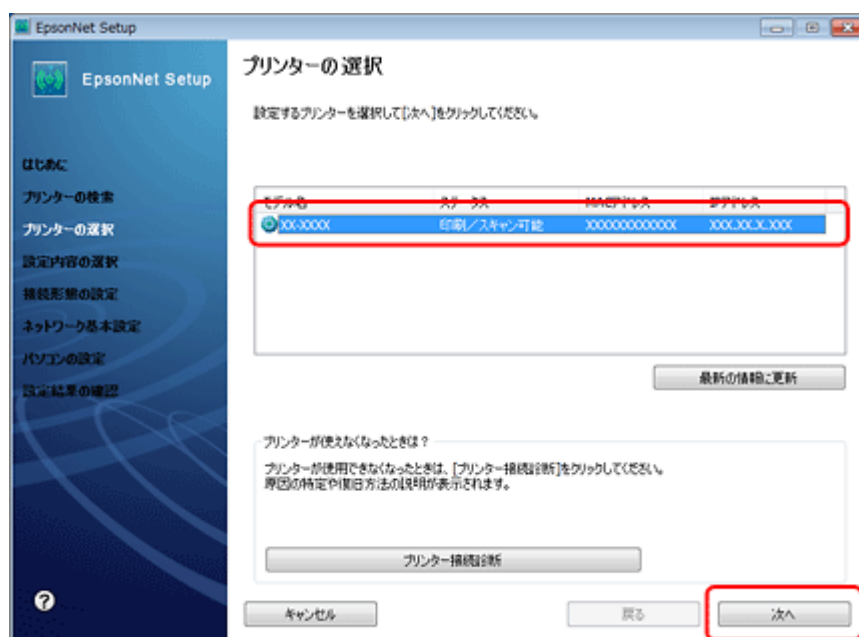 EpsonNet Setup
EpsonNet Setup
はじめに
プリンターの検索
プリンターの選択
設定内容の選択
接続形態の設定
ネットワーク基本設定
パソコンの設定
設定結果の確認
プリンターの選択
設定するプリンターを選択して[次へ]をクリックしてください。
モデル名 ステータス MACアドレス IPアドレス
XX-XXXX 印刷／スキャン可能 XXXXXXXXXXXX XXX.XX.X.XXX
最新の情報に更新
プリンターが使えなくなったときは？
プリンターが使用できなくなったときは、[プリンター接続診断]をクリックしてください。
原因の特定や復旧方法の説明が表示されます。
プリンター接続診断
キャンセル 戻る 次へ